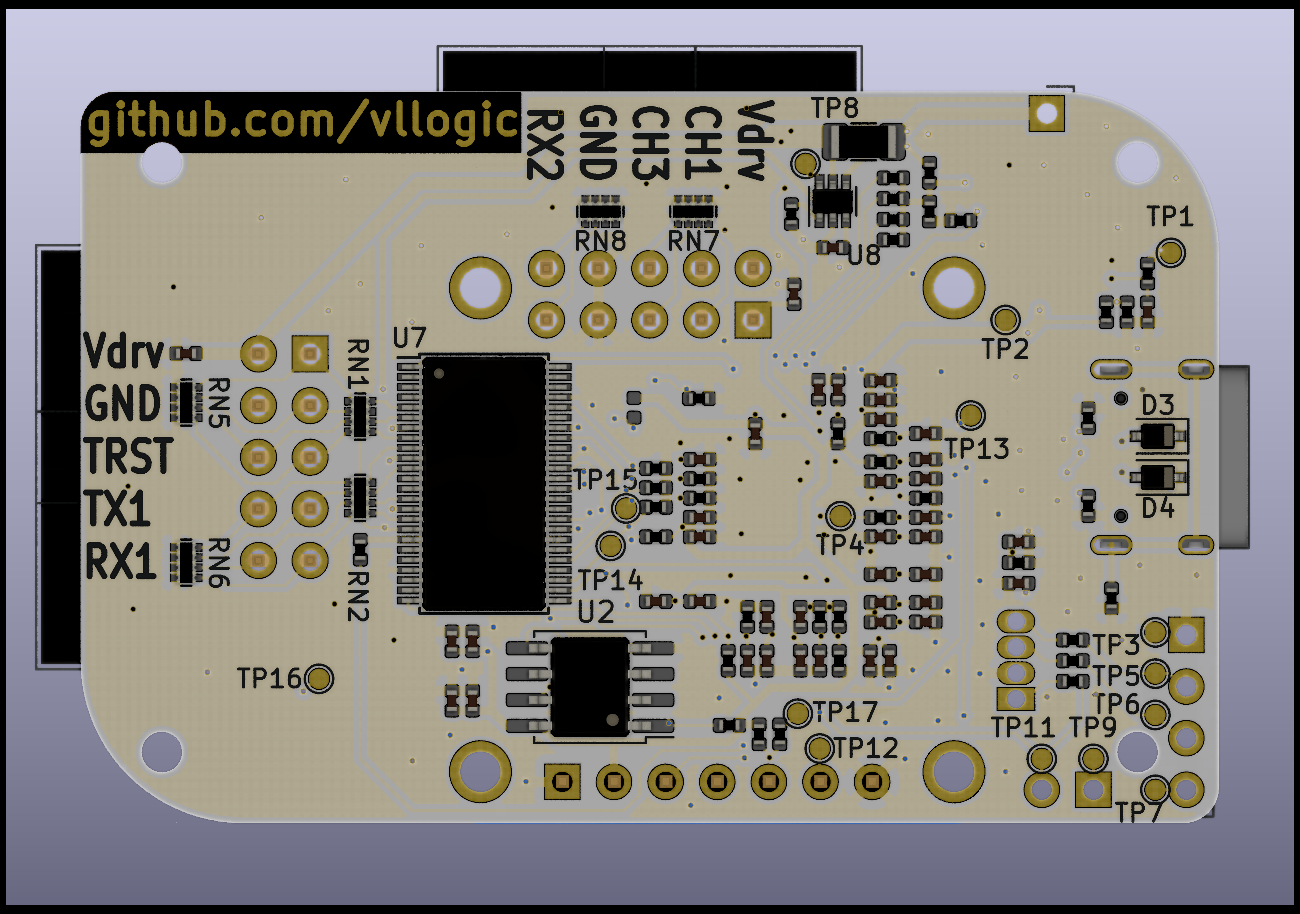 github.com/vllogic
RX2
GND
CH3
CH1
Vdrv
TP8
RN8
RN7
U8
TP1
TP2
U7
Vdrv
GND
TRST
TX1
RX1
RN5
RN1
RN6
RN2
D3
D4
TP13
TP15
TP4
TP14
U2
TP16
TP17
TP12
TP3
TP5
TP6
TP11
TP9
TP7